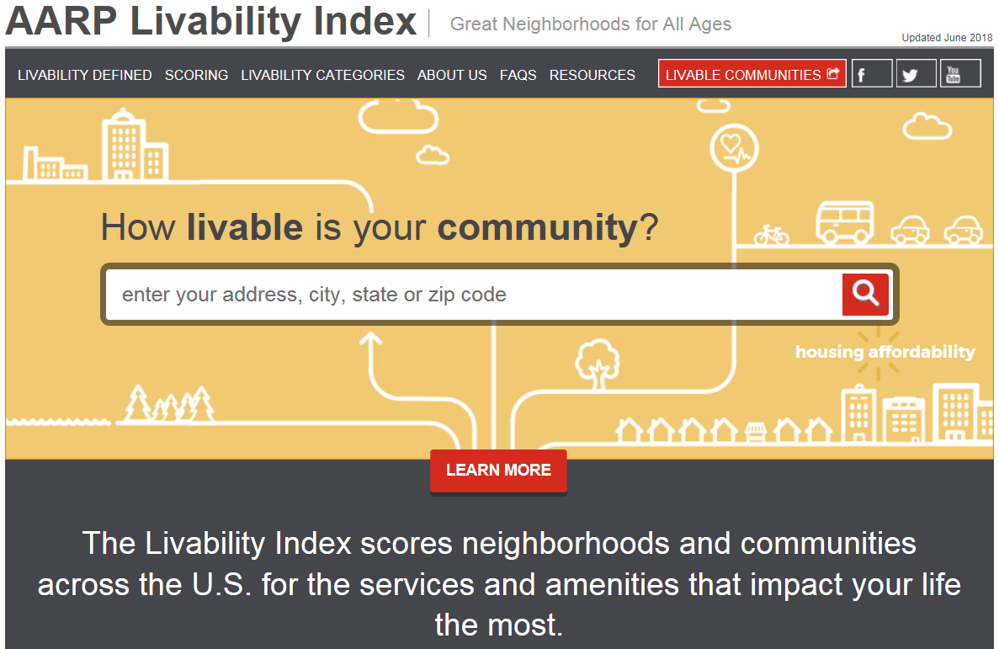 AARP Livability Index
Great Neighborhoods for All Ages
Updated June 2018
LIVABILITY DEFINED SCORING LIVABILITY CATEGORIES ABOUT US FAQS RESOURCES LIVABLE COMMUNITIES f You Tube
How livable is your community?
enter your address, city, state or zip code
housing affordability
LEARN MORE
The Livability Index scores neighborhoods and communities
across the U.S. for the services and amenities that impact your life
the most.